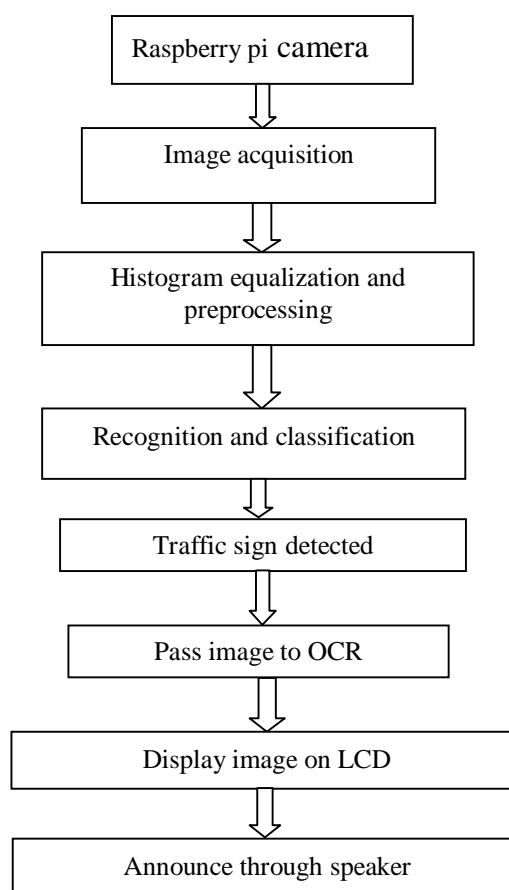 Raspberry pi camera
Image acquisition
Histogram equalization and
preprocessing
Recognition and classification
Traffic sign detected
Pass image to OCR
Display image on LCD
Announce through speaker